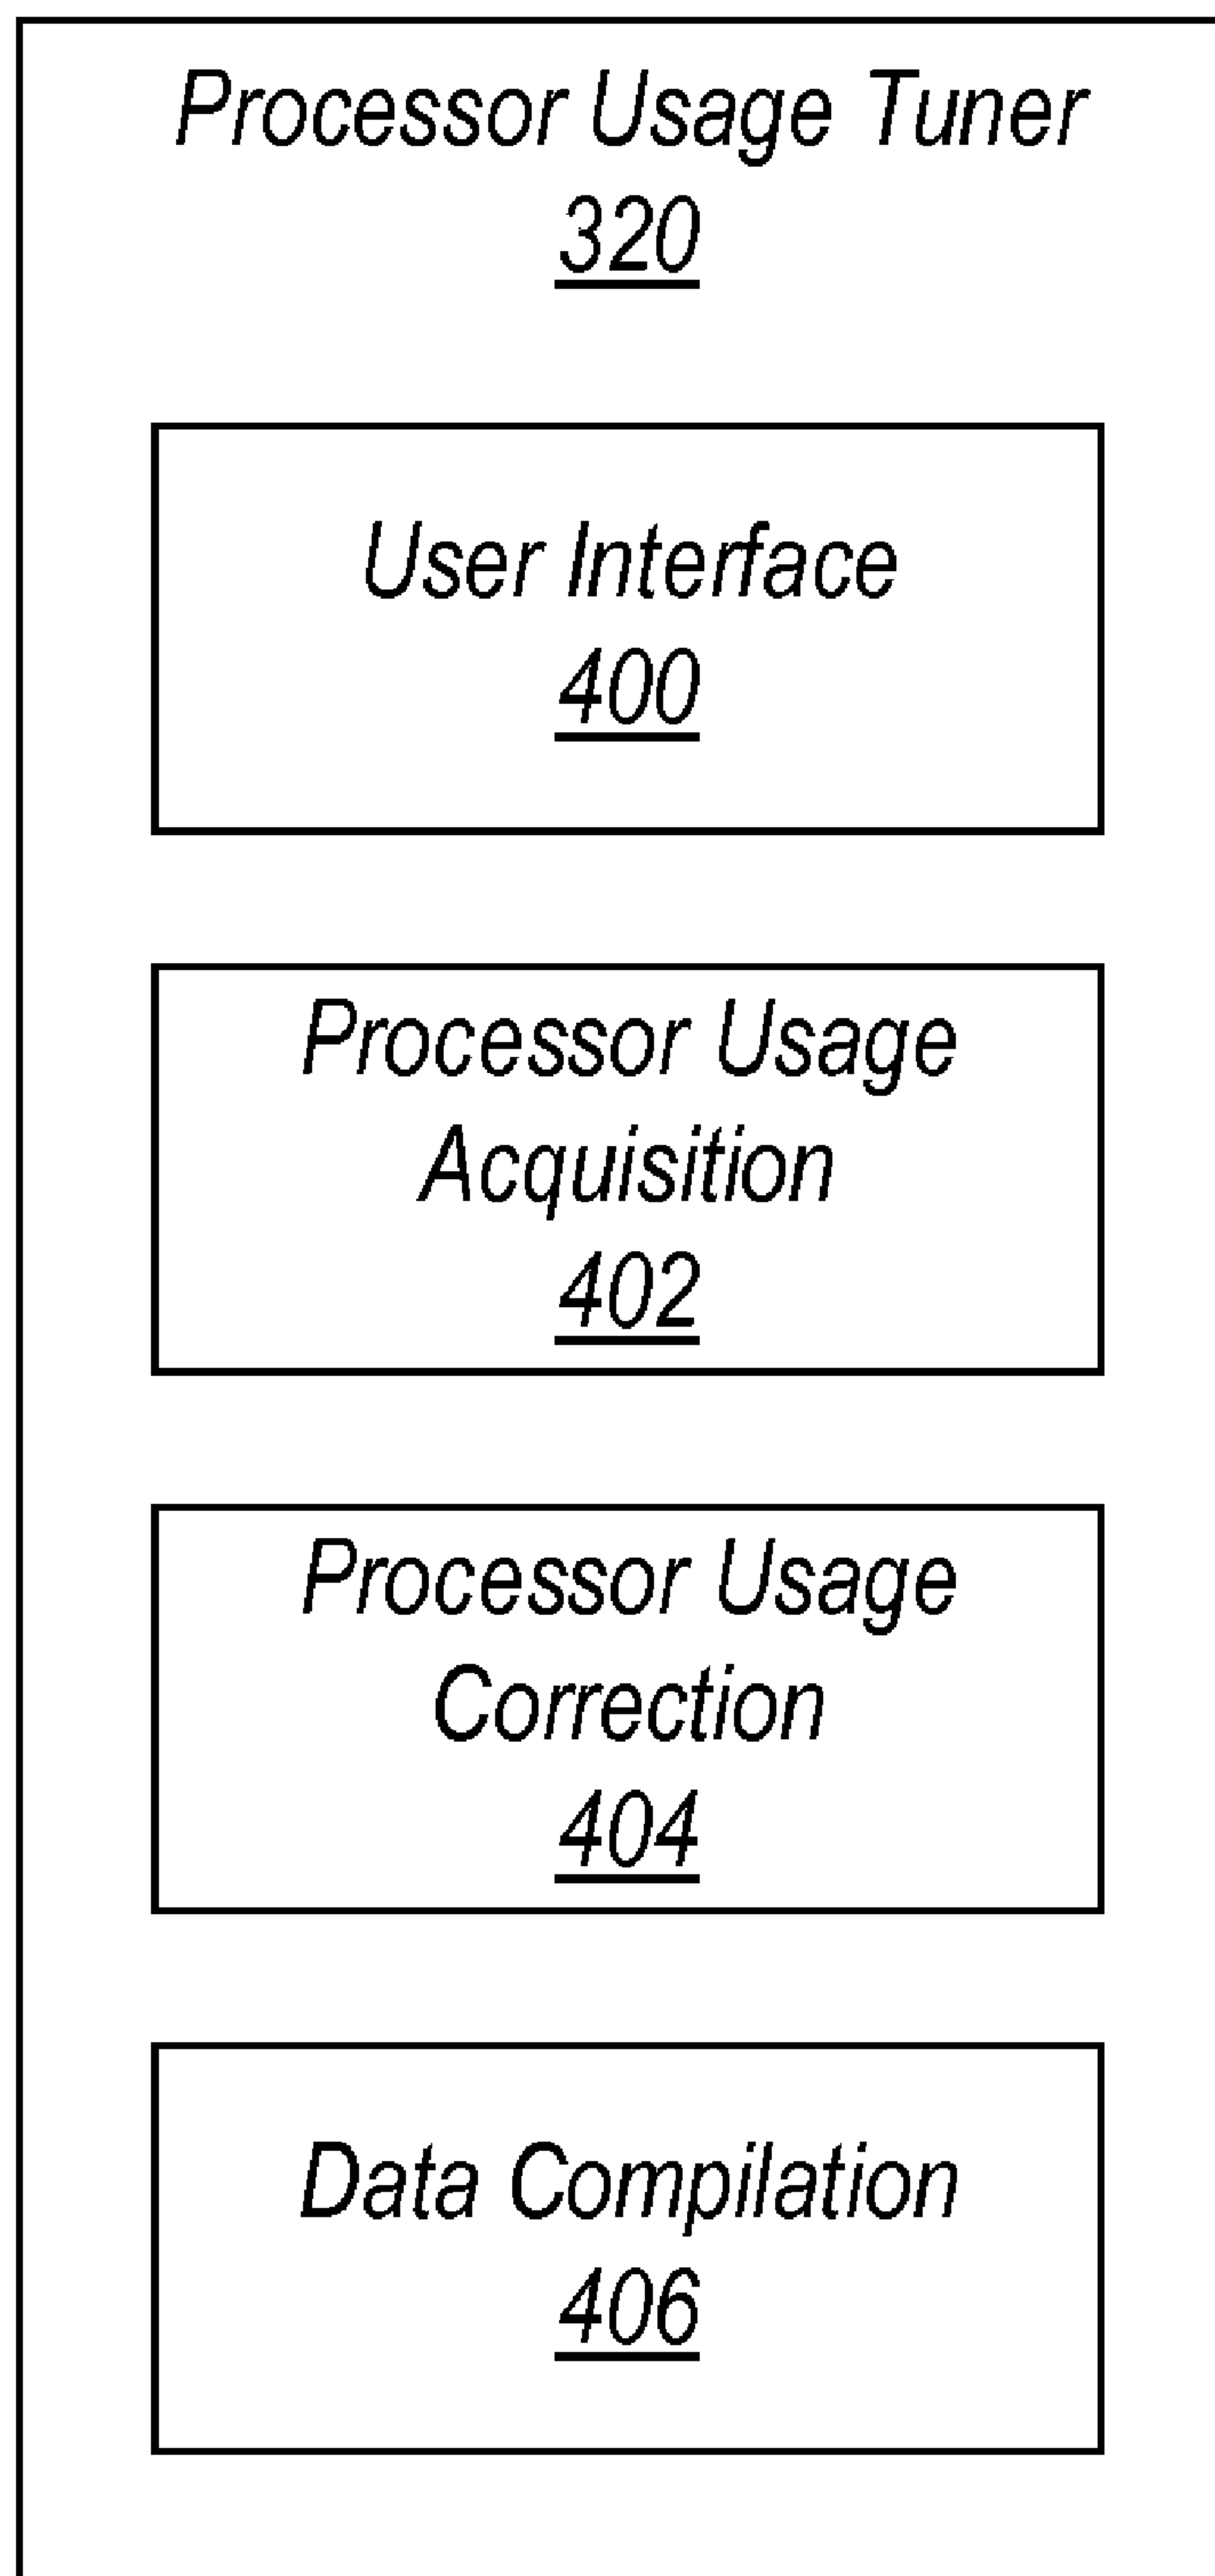 Processor Usage Tuner
320
User Interface
400
Processor Usage
Acquisition
402
Processor Usage
Correction
404
Data Compilation
406